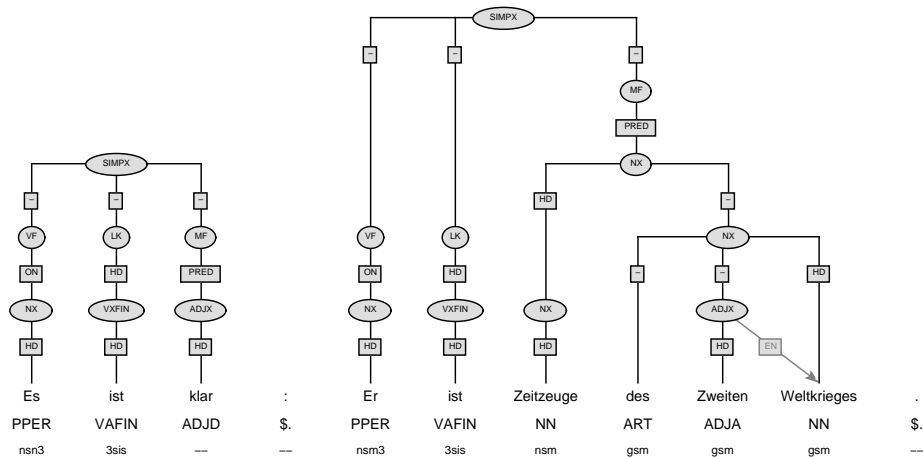 SIMPX
– – –
MF
PRED
SIMPX NX
– – – HD –
VF LK MF VF LK NX
ON HD PRED ON HD – – HD
NX VXFIN ADJX NX VXFIN NX ADJX
HD HD HD HD HD HD HD EN
Es ist klar : Er ist Zeitzeuge des Zweiten Weltkrieges .
PPER VAFIN ADJD $. PPER VAFIN NN ART ADJA NN $.
nsn3 3sis –– –– nsm3 3sis nsm gsm gsm gsm ––